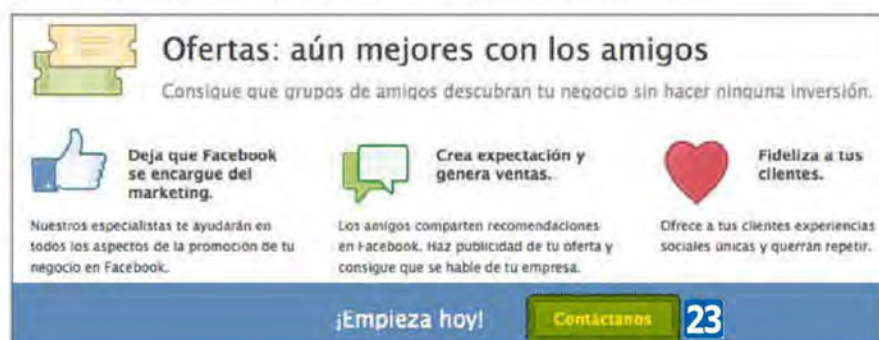 Ofertas: aún mejores con los amigos
Consigue que grupos de amigos descubran tu negocio sin hacer ninguna inversión.
Deja que Facebook
se encargue del
marketing.
Nuestros especialistas te ayudarán en
todos los aspectos de la promoción de tu
negocio en Facebook.
Crea expectación y
genera ventas.
Los amigos comparten recomendaciones
en Facebook. Haz publicidad de tu oferta y
consigue que se hable de tu empresa.
Fideliza a tus
clientes.
Ofrece a tus clientes experiencias
sociales únicas y querrán repetir.
¡Empieza hoy!
Contáctanos
23